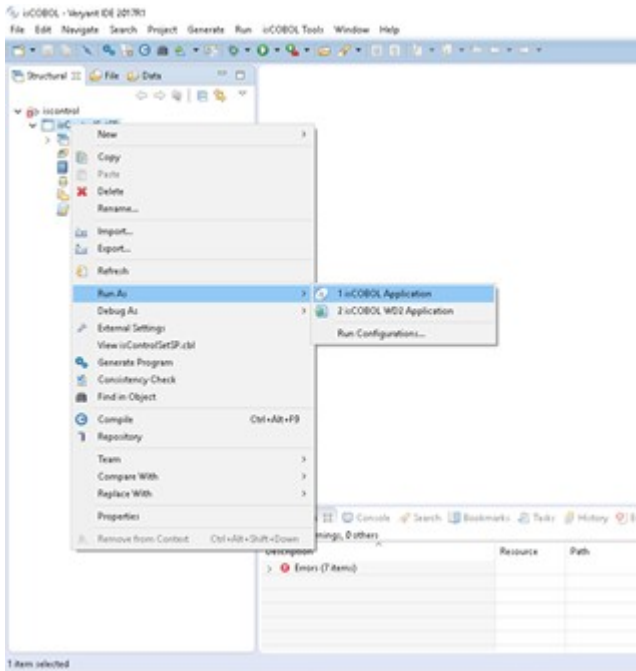 isCOBOL - Veryant IDE 2017R1
File Edit Navigate Search Project Generate Run isCOBOL Tools Window Help
Structural File Data
iscontrol
New
Copy
Paste
Delete
Rename...
Import...
Export...
Refresh
Run As
1 isCOBOL Application
Debug As
2 isCOBOL WD2 Application
External Settings
Run Configurations...
View isControlSetSP.cbl
Generate Program
Consistency Check
Find in Object
Compile Ctrl+Alt+F9
Repository
Team
Compare With
Replace With
Properties
Console Search Bookmarks Tasks History
Remove from Context Ctrl+Alt+Shift+Down
0 others
Description Resource Path
Errors (7 items)
1 item selected